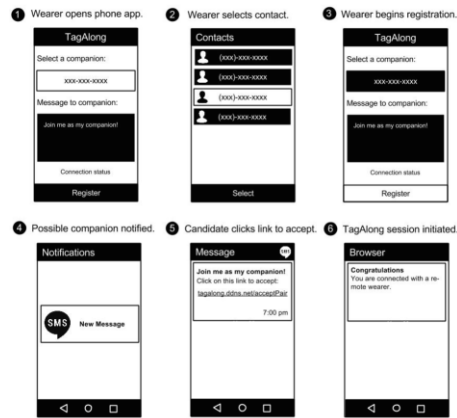 1 Wearer opens phone app.
TagAlong
Select a companion:
xxx-xxx-xxxx
Message to companion:
Join me as my companion!
Connection status
Register
2 Wearer selects contact.
Contacts
(xxx)-xxx-xxxx
(xxx)-xxx-xxxx
(xxx)-xxx-xxxx
(xxx)-xxx-xxxx
Select
3 Wearer begins registration.
TagAlong
Select a companion:
xxx-xxx-xxxx
Message to companion:
Join me as my companion!
Connection status
Register
4 Possible companion notified.
Notifications
SMS New Message
5 Candidate clicks link to accept.
Message SMS
Join me as my companion!
Click on this link to accept:
tagalong.ddns.net/acceptPair
7:00 pm
6 TagAlong session initiated.
Browser
Congratulations
You are connected with a re-
mote wearer.